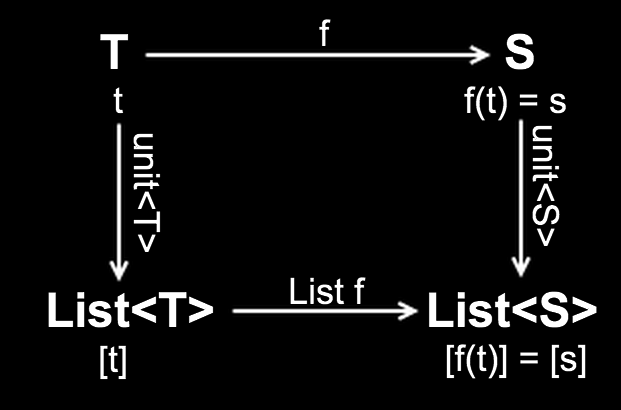 f
T S
t f(t) = s
unit<T> unit<S>
List f
List<T> List<S>
[t] [f(t)] = [s]